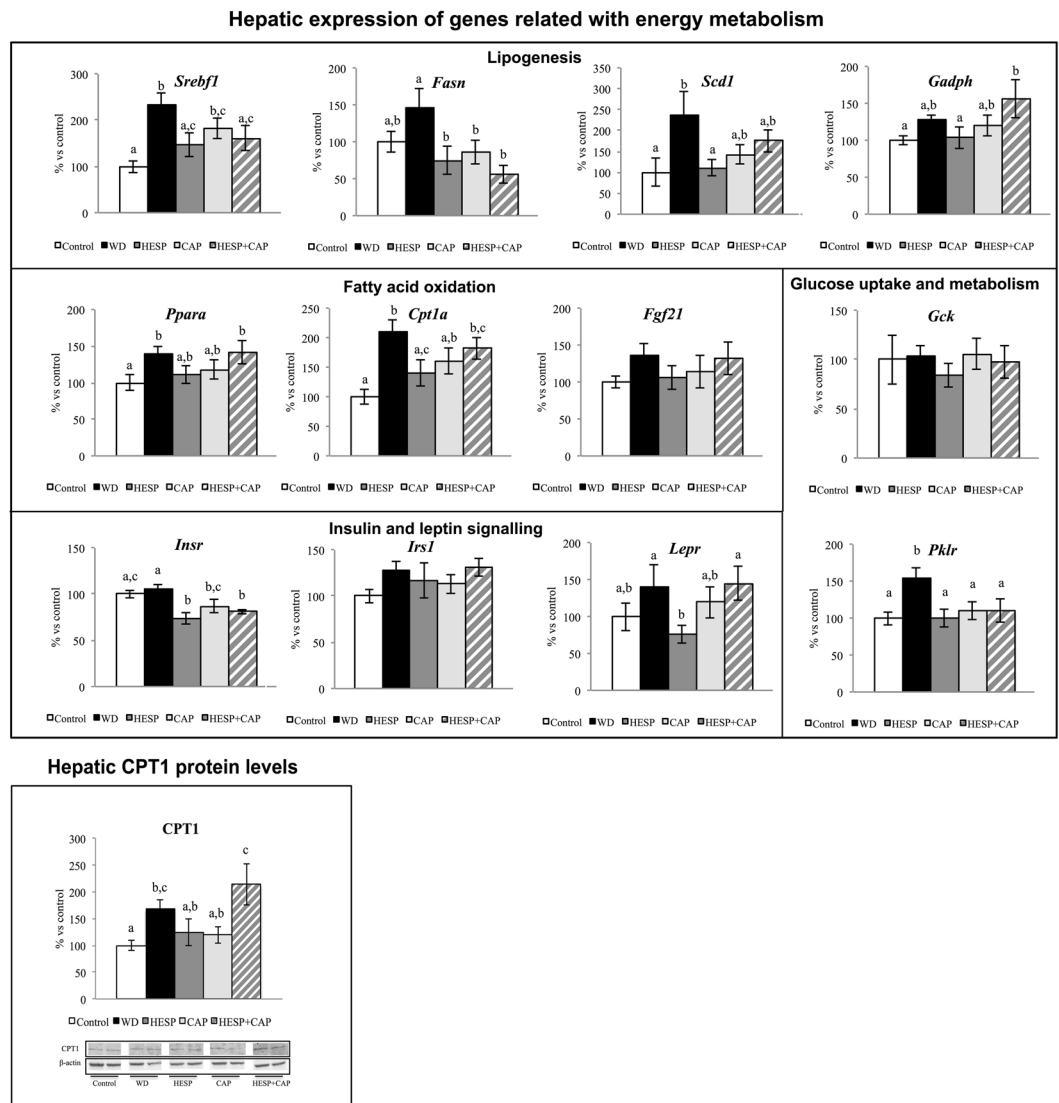 Hepatic expression of genes related with energy metabolism
Lipogenesis
Srebf1
% vs control
300
200
100
0
a
b
a,c
b,c
a,c
Control WD HESP CAP HESP+CAP
Fasn
% vs control
200
150
100
50
0
a,b
a
b
b
b
Control WD HESP CAP HESP+CAP
Scd1
% vs control
350
300
250
200
150
100
50
0
a
b
a
a,b
a,b
Control WD HESP CAP HESP+CAP
Gadph
% vs control
200
150
100
50
0
a
a,b
a
a,b
b
Control WD HESP CAP HESP+CAP
Fatty acid oxidation
Ppara
% vs control
200
150
100
50
0
a
b
a,b
a,b
b
Control WD HESP CAP HESP+CAP
Cpt1a
% vs control
250
200
150
100
50
0
a
b
a,c
a,b
b,c
Control WD HESP CAP HESP+CAP
Fgf21
% vs control
200
150
100
50
0
Control WD HESP CAP HESP+CAP
Glucose uptake and metabolism
Gck
% vs control
150
100
50
0
Control WD HESP CAP HESP+CAP
Insulin and leptin signalling
Insr
% vs control
150
100
50
0
a,c
a
b
b,c
b
Control WD HESP CAP HESP+CAP
Irs1
% vs control
150
100
50
0
Control WD HESP CAP HESP+CAP
Lepr
% vs control
200
150
100
50
0
a,b
a
b
a,b
a
Control WD HESP CAP HESP+CAP
Pklr
% vs control
200
150
100
50
0
a
b
a
a
a
Control WD HESP CAP HESP+CAP
Hepatic CPT1 protein levels
CPT1
% vs control
300
250
200
150
100
50
0
a
b,c
a,b
a,b
c
Control WD HESP CAP HESP+CAP
CPT1
β-actin
Control WD HESP CAP HESP+CAP